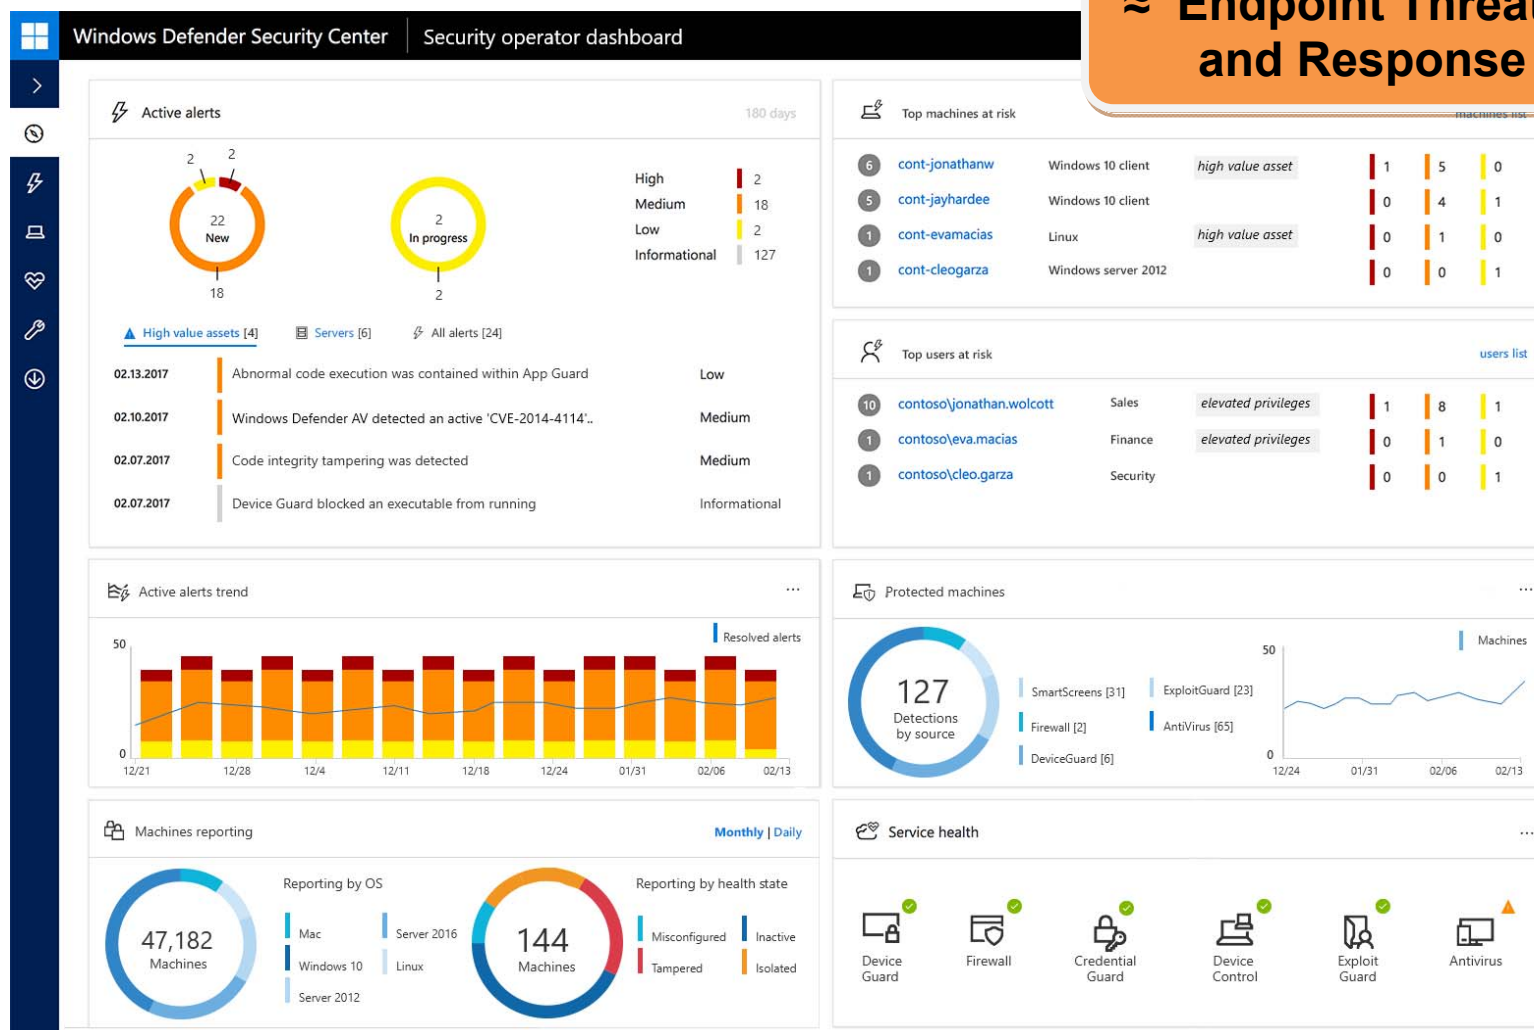 ≈ Endpoint Threat
and Response
Windows Defender Security Center | Security operator dashboard
Active alerts 180 days
2 2
22
New
18
2
In progress
2
High 2
Medium 18
Low 2
Informational 127
High value assets [4] Servers [6] All alerts [24]
02.13.2017 Abnormal code execution was contained within App Guard Low
02.10.2017 Windows Defender AV detected an active 'CVE-2014-4114'.. Medium
02.07.2017 Code integrity tampering was detected Medium
02.07.2017 Device Guard blocked an executable from running Informational
Top machines at risk machines list
6 cont-jonathanw Windows 10 client high value asset 1 5 0
5 cont-jayhardee Windows 10 client 0 4 1
1 cont-evamacias Linux high value asset 0 1 0
1 cont-cleogarza Windows server 2012 0 0 1
Top users at risk users list
10 contoso\jonathan.wolcott Sales elevated privileges 1 8 1
1 contoso\eva.macias Finance elevated privileges 0 1 0
1 contoso\cleo.garza Security 0 0 1
Active alerts trend ...
Resolved alerts
50
0
12/21 12/28 12/4 12/11 12/18 12/24 01/31 02/06 02/13
Protected machines ...
127
Detections
by source
SmartScreens [31] ExploitGuard [23]
Firewall [2] AntiVirus [65]
DeviceGuard [6]
Machines
50
0
12/24 01/31 02/06 02/13
Machines reporting Monthly | Daily
47,182
Machines
Reporting by OS
Mac Server 2016
Windows 10 Linux
Server 2012
144
Machines
Reporting by health state
Misconfigured Inactive
Tampered Isolated
Service health ...
Device
Guard
Firewall
Credential
Guard
Device
Control
Exploit
Guard
Antivirus